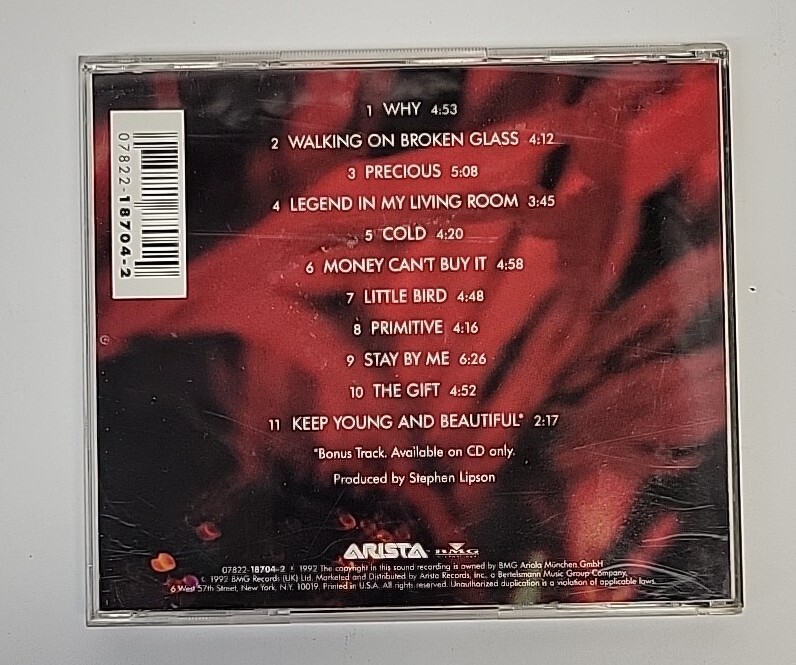 07822-18704-2
1 WHY 4:53
2 WALKING ON BROKEN GLASS 4:12
3 PRECIOUS 5:08
4 LEGEND IN MY LIVING ROOM 3:45
5 COLD 4:20
6 MONEY CAN'T BUY IT 4:58
7 LITTLE BIRD 4:48
8 PRIMITIVE 4:16
9 STAY BY ME 6:26
10 THE GIFT 4:52
11 KEEP YOUNG AND BEAUTIFUL* 2:17
*Bonus Track. Available on CD only.
Produced by Stephen Lipson
ARISTA BMG
07822-18704-2 ℗ 1992 The copyright in this sound recording is owned by BMG Ariola München GmbH
© 1992 BMG Records (UK) Ltd. Marketed and Distributed by Arista Records, Inc., a Bertelsmann Music Group Company,
6 West 57th Street, New York, N.Y. 10019. Printed in U.S.A. All rights reserved. Unauthorized duplication is a violation of applicable laws.